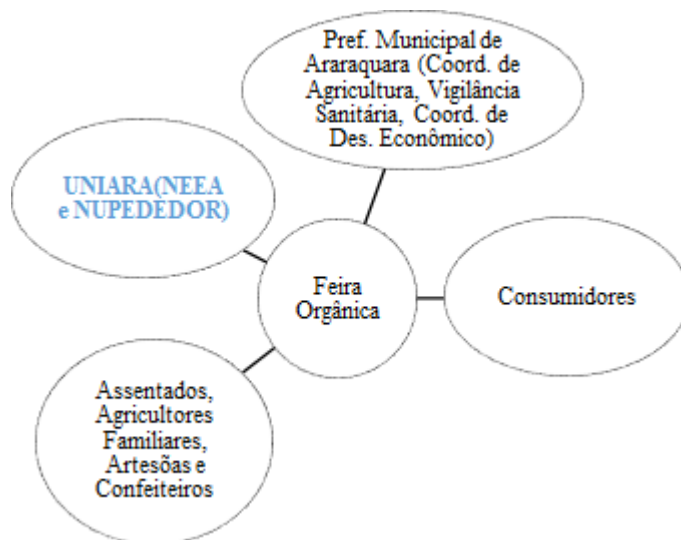 Pref. Municipal de
Araraquara (Coord. de
Agricultura, Vigilância
Sanitária, Coord. de
Des. Econômico)
UNIARA(NEEA
e NUPEDEDOR)
Feira
Orgânica
Consumidores
Assentados,
Agricultores
Familiares,
Artesões e
Confeiteiros